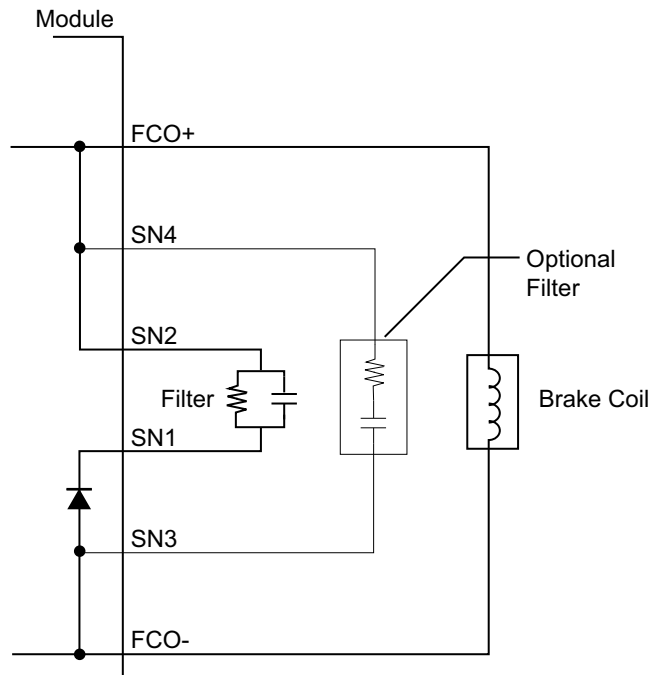 Module
FCO+
SN4
Optional
Filter
SN2
Filter
Brake Coil
SN1
SN3
FCO-